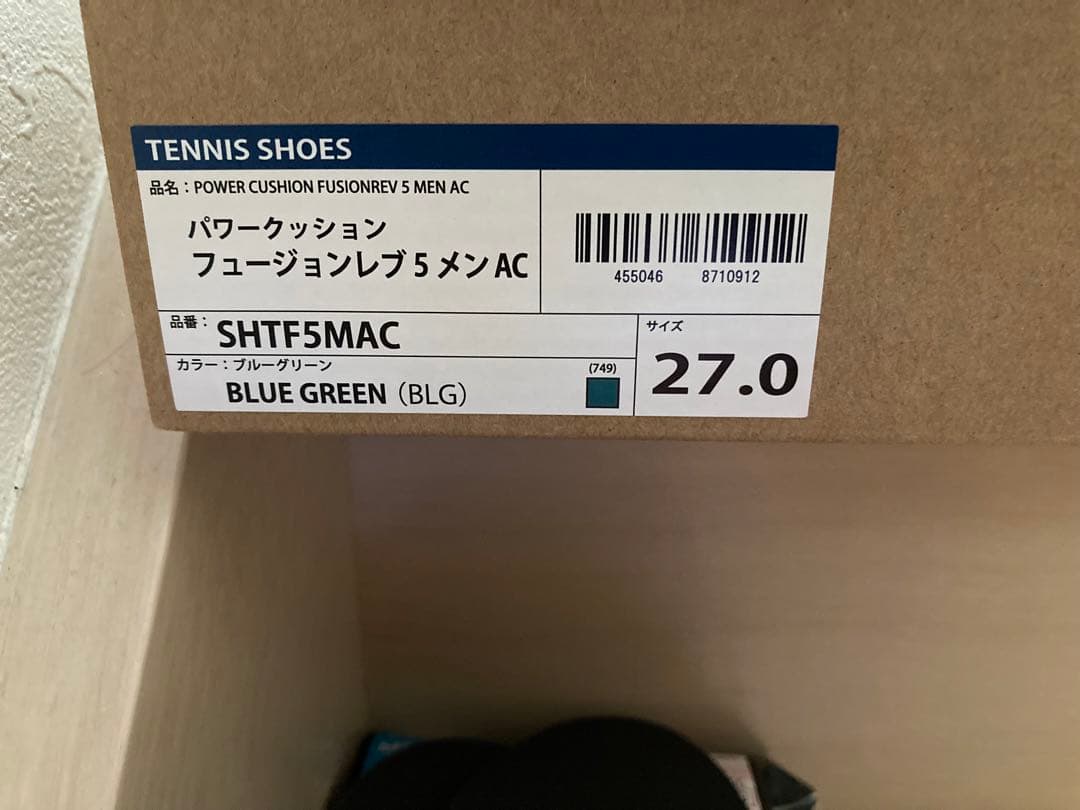 TENNIS SHOES
品名：POWER CUSHION FUSIONREV 5 MEN AC
パワークッション
フュージョンレブ 5 メン AC
455046 8710912
品番：
SHTF5MAC
カラー：ブルーグリーン
BLUE GREEN（BLG）
(749)
サイズ
27.0